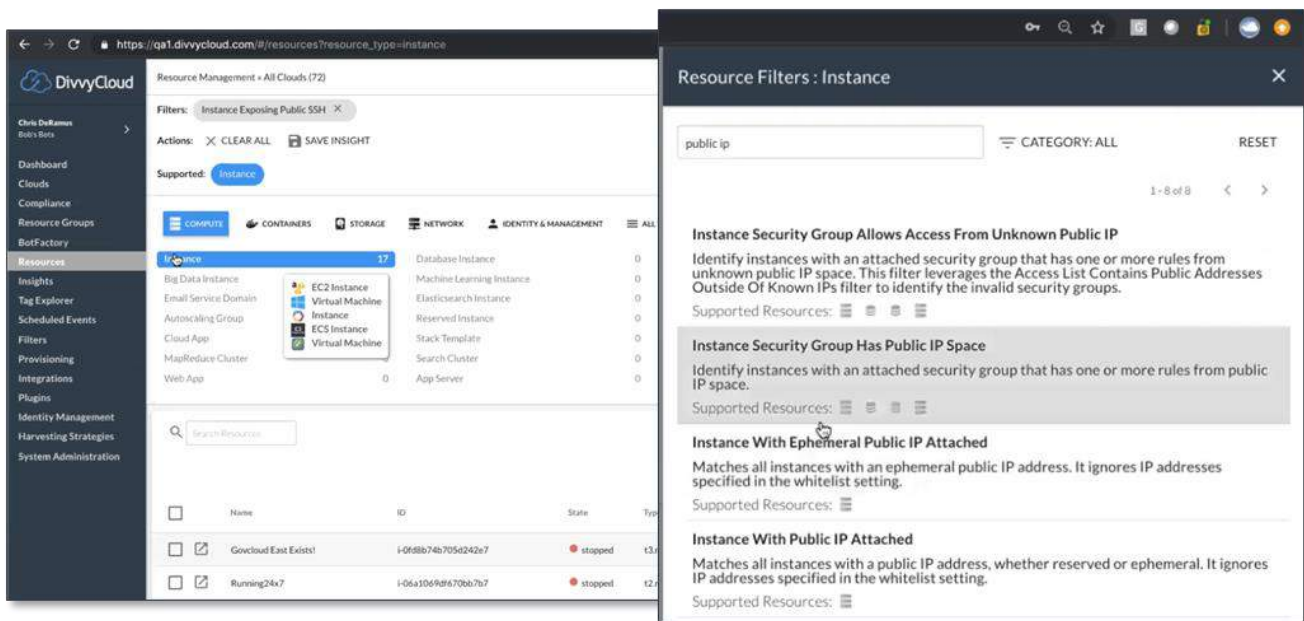 https://qa1.divvycloud.com/#/resources?resource_type=instance
DivvyCloud
Chris DeRamus
Bob's Bots
Dashboard
Clouds
Compliance
Resource Groups
BotFactory
Resources
Insights
Tag Explorer
Scheduled Events
Filters
Provisioning
Integrations
Plugins
Identity Management
Harvesting Strategies
System Administration
Resource Management » All Clouds (72)
Filters: Instance Exposing Public SSH X
Actions: X CLEAR ALL SAVE INSIGHT
Supported: Instance
COMPUTE CONTAINERS STORAGE NETWORK IDENTITY & MANAGEMENT ALL
17 Database Instance 0
Big Data Instance Machine Learning Instance 0
Email Service Domain Elasticsearch Instance 0
Autoscaling Group Reserved Instance 0
Cloud App Stack Template 0
MapReduce Cluster 0 Search Cluster 0
Web App 0 App Server 0
EC2 Instance
Virtual Machine
Instance
ECS Instance
Virtual Machine
Search Resources
Name ID State
Govcloud East Exists! i-0fd8b74b705d242e7 stopped
Running24x7 i-06a1069df670bb7b7 stopped
Resource Filters : Instance
public ip CATEGORY: ALL RESET
1 - 8 of 8
Instance Security Group Allows Access From Unknown Public IP
Identify instances with an attached security group that has one or more rules from
unknown public IP space. This filter leverages the Access List Contains Public Addresses
Outside Of Known IPs filter to identify the invalid security groups.
Supported Resources:
Instance Security Group Has Public IP Space
Identify instances with an attached security group that has one or more rules from public
IP space.
Supported Resources:
Instance With Ephemeral Public IP Attached
Matches all instances with an ephemeral public IP address. It ignores IP addresses
specified in the whitelist setting.
Supported Resources:
Instance With Public IP Attached
Matches all instances with a public IP address, whether reserved or ephemeral. It ignores
IP addresses specified in the whitelist setting.
Supported Resources: